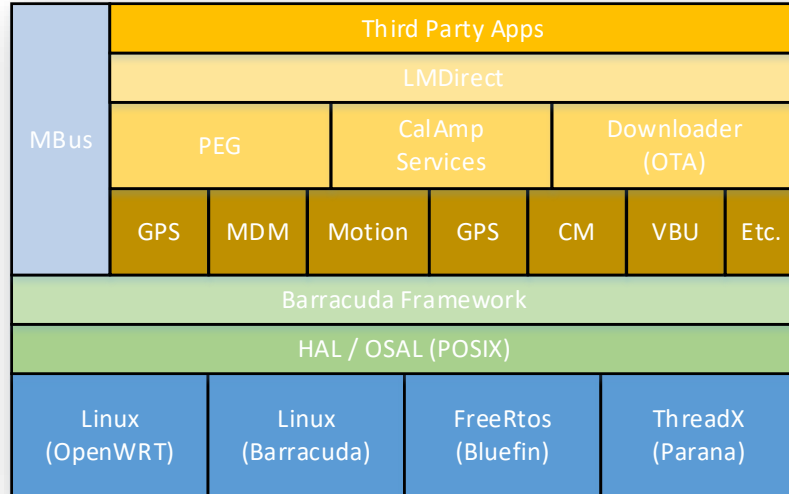 Third Party Apps
LMDirect
MBus
PEG
CalAmp
Services
Downloader
(OTA)
GPS
MDM
Motion
GPS
CM
VBU
Etc.
Barracuda Framework
HAL / OSAL (POSIX)
Linux
(OpenWRT)
Linux
(Barracuda)
FreeRtos
(Bluefin)
ThreadX
(Parana)